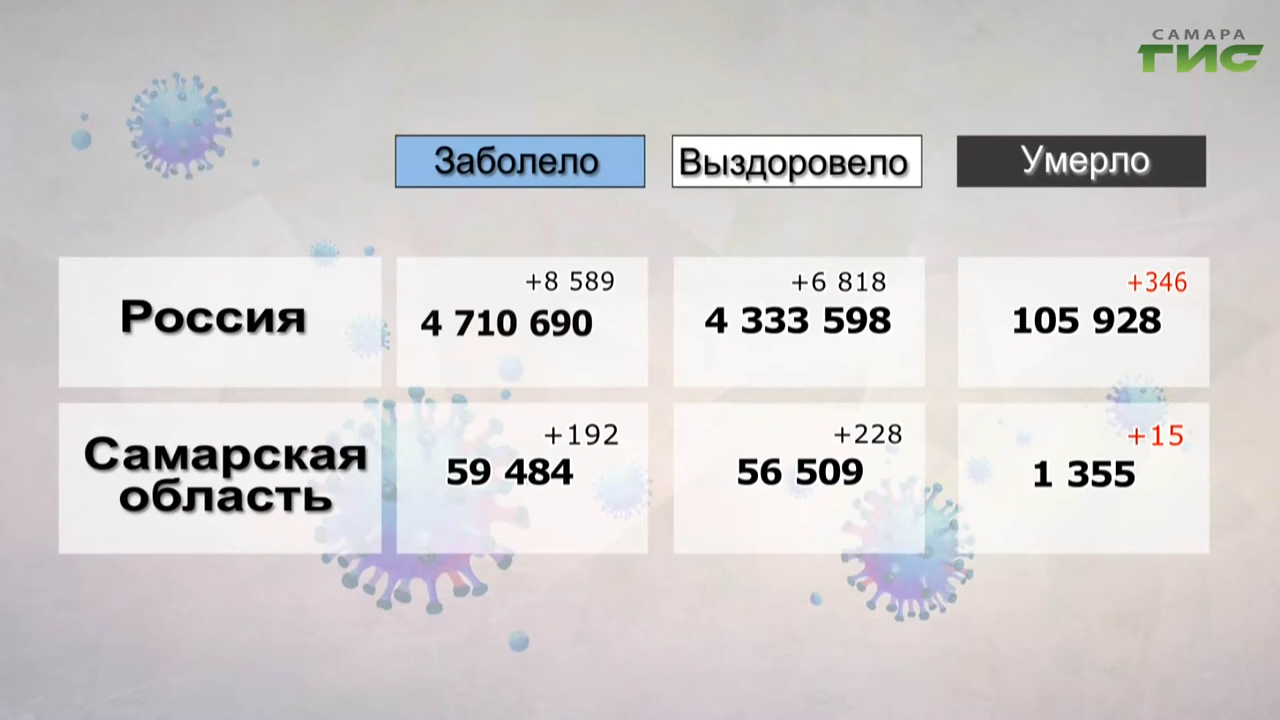 САМАРА
ГИС
Заболело
Выздоровело
Умерло
Россия
+8 589
4 710 690
+6 818
4 333 598
+346
105 928
Самарская
область
+192
59 484
+228
56 509
+15
1 355